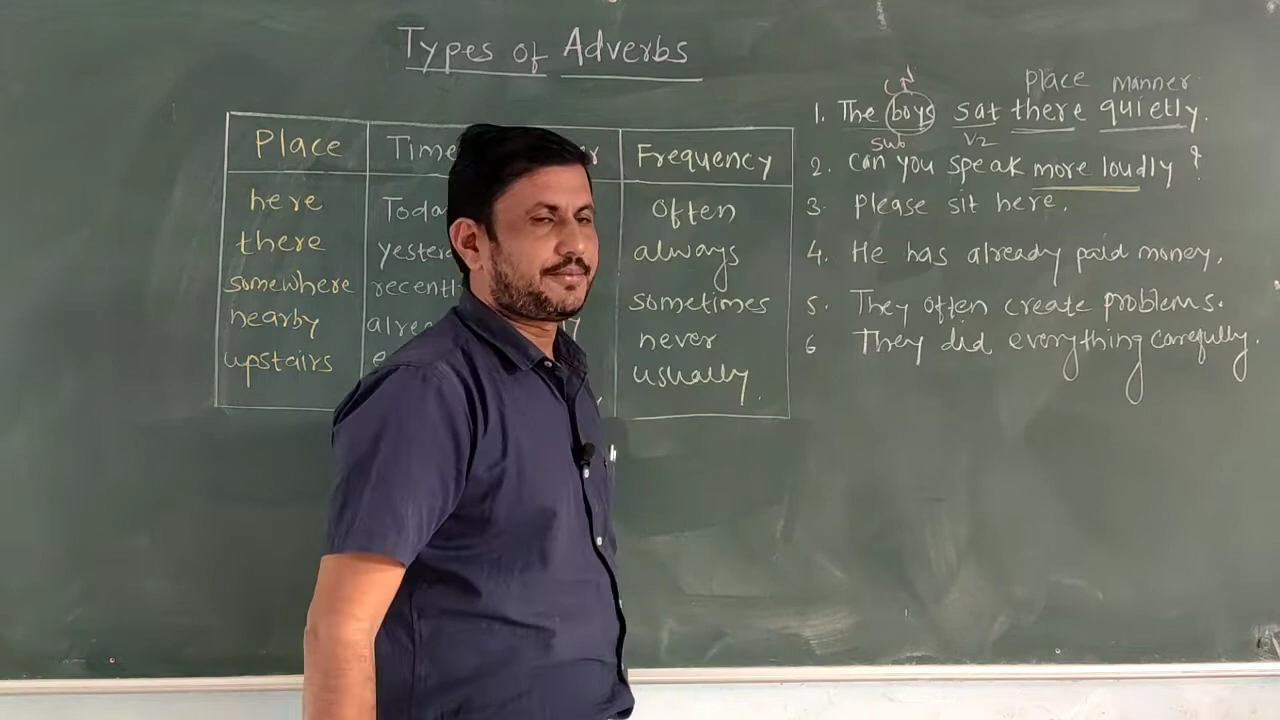 Types of Adverbs
Place Time Frequency
here often
there always
somewhere sometimes
nearby never
upstairs usually.
place manner
1. The boys sat there quietly.
sub V2
2. Can you speak more loudly ?
3. please sit here.
4. He has already paid money.
5. They often create problems.
6 They did everything carefully.